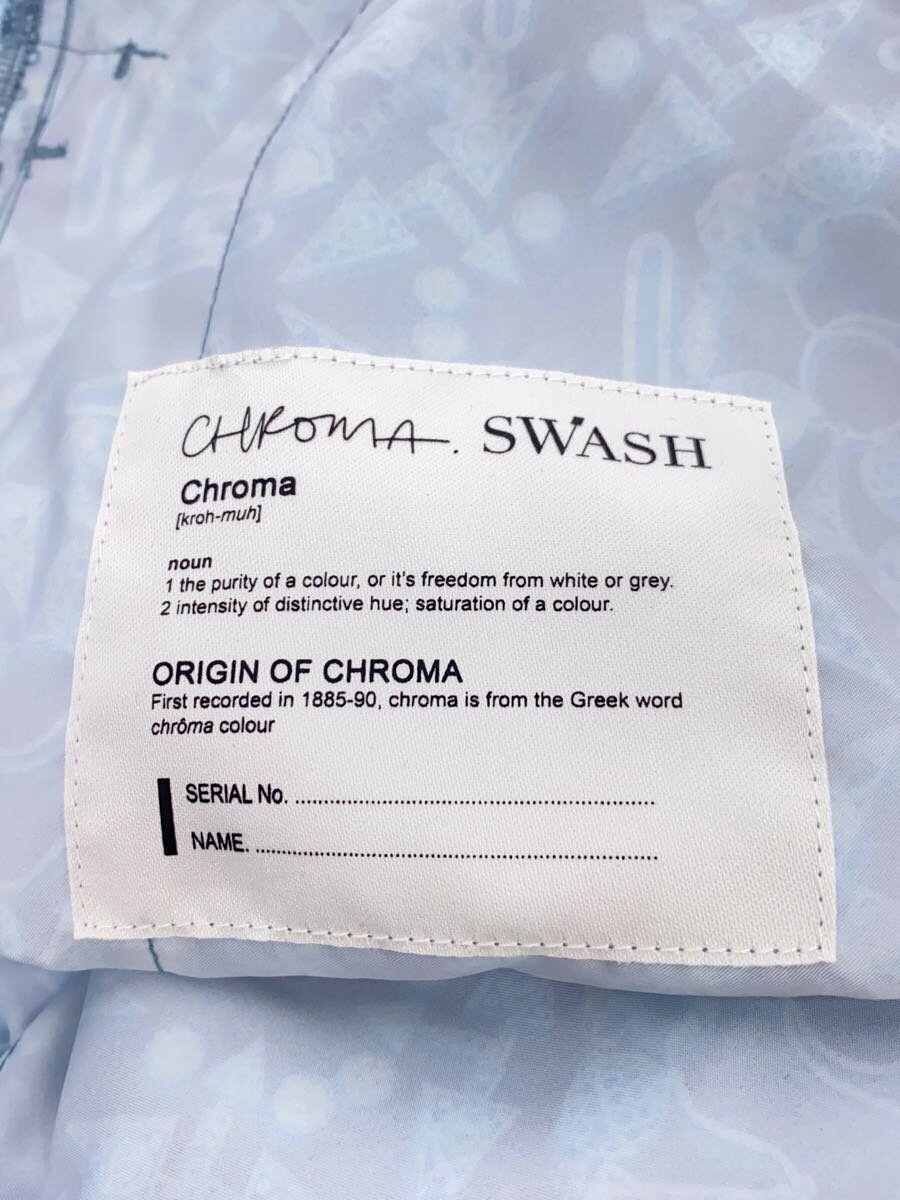 CHROMA. SWASH
Chroma
[kroh-muh]
noun
1 the purity of a colour, or it's freedom from white or grey.
2 intensity of distinctive hue; saturation of a colour.
ORIGIN OF CHROMA
First recorded in 1885-90, chroma is from the Greek word
chrôma colour
SERIAL No. ..............................................................
NAME. ......................................................................